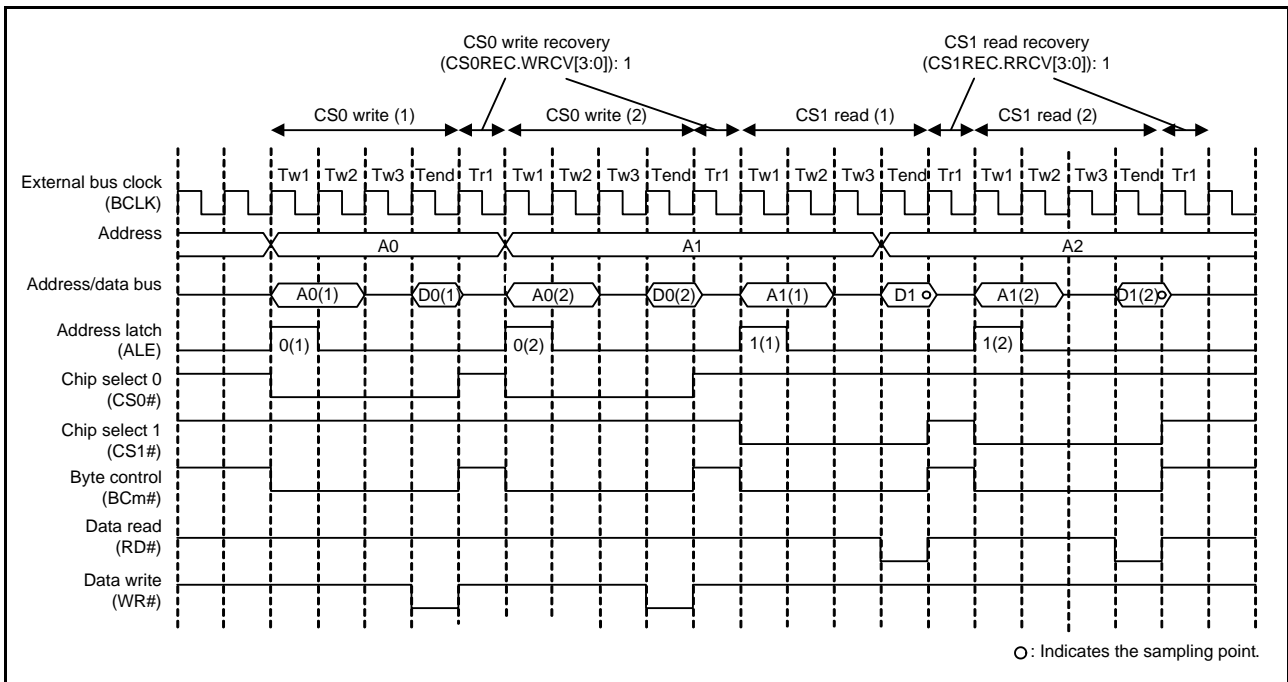 CS0 write recovery
(CS0REC.WRCV[3:0]): 1
CS1 read recovery
(CS1REC.RRCV[3:0]): 1
CS0 write (1)
CS0 write (2)
CS1 read (1)
CS1 read (2)
Tw1 Tw2 Tw3 Tend Tr1 Tw1 Tw2 Tw3 Tend Tr1 Tw1 Tw2 Tw3 Tend Tr1 Tw1 Tw2 Tw3 Tend Tr1
External bus clock
(BCLK)
Address
A0 A1 A2
Address/data bus
A0(1) D0(1) A0(2) D0(2) A1(1) D1 A1(2) D1(2)
Address latch
(ALE)
0(1) 0(2) 1(1) 1(2)
Chip select 0
(CS0#)
Chip select 1
(CS1#)
Byte control
(BCm#)
Data read
(RD#)
Data write
(WR#)
: Indicates the sampling point.